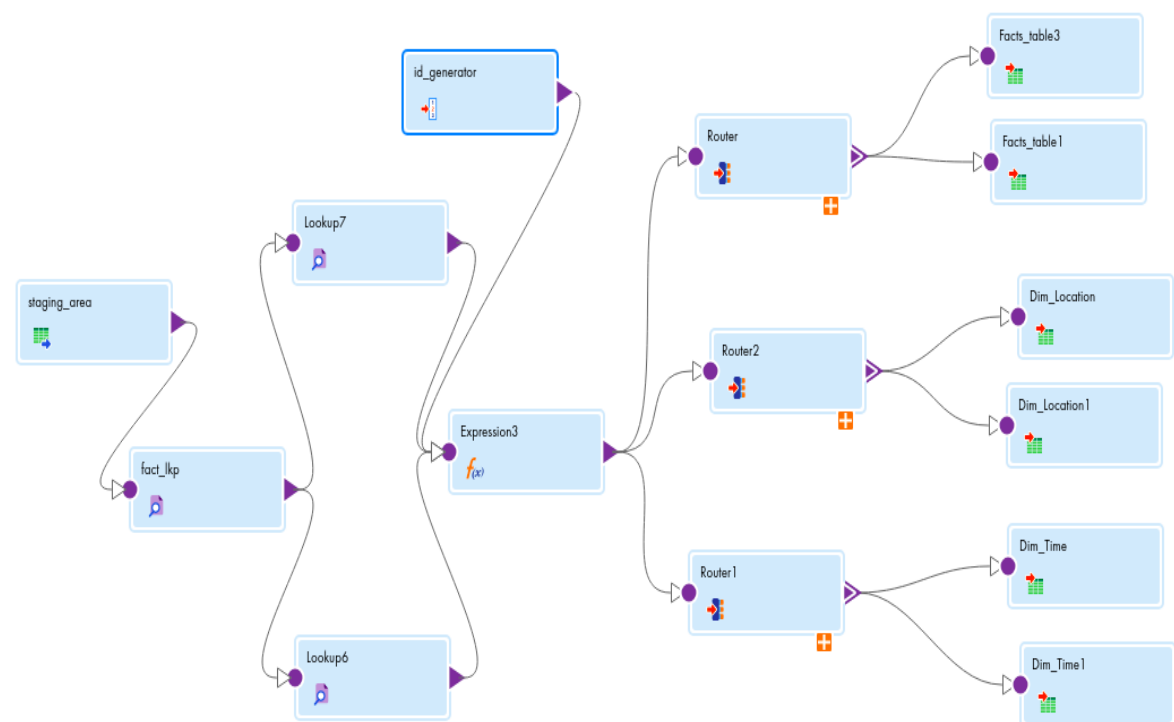 Facts_table3
id_generator
Router
Facts_table1
Lookup7
staging_area
Dim_Location
Router2
Dim_Location1
Expression3
f(x)
fact_lkp
Dim_Time
Router1
Lookup6
Dim_Time1